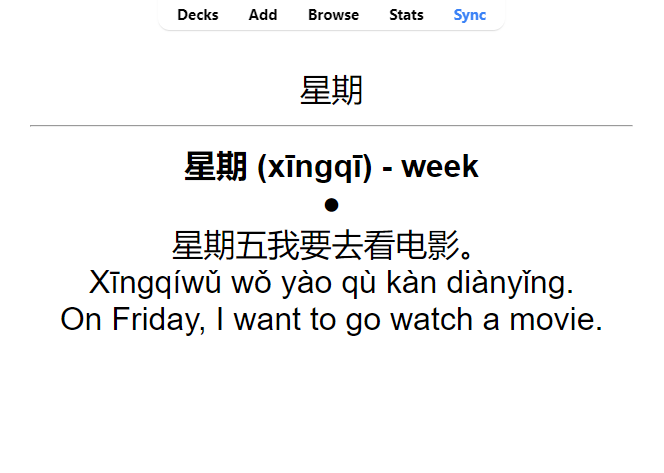 Decks Add Browse Stats Sync
星期
星期 (xīngqī) - week
●
星期五我要去看电影。
Xīngqíwǔ wǒ yào qù kàn diànyǐng.
On Friday, I want to go watch a movie.